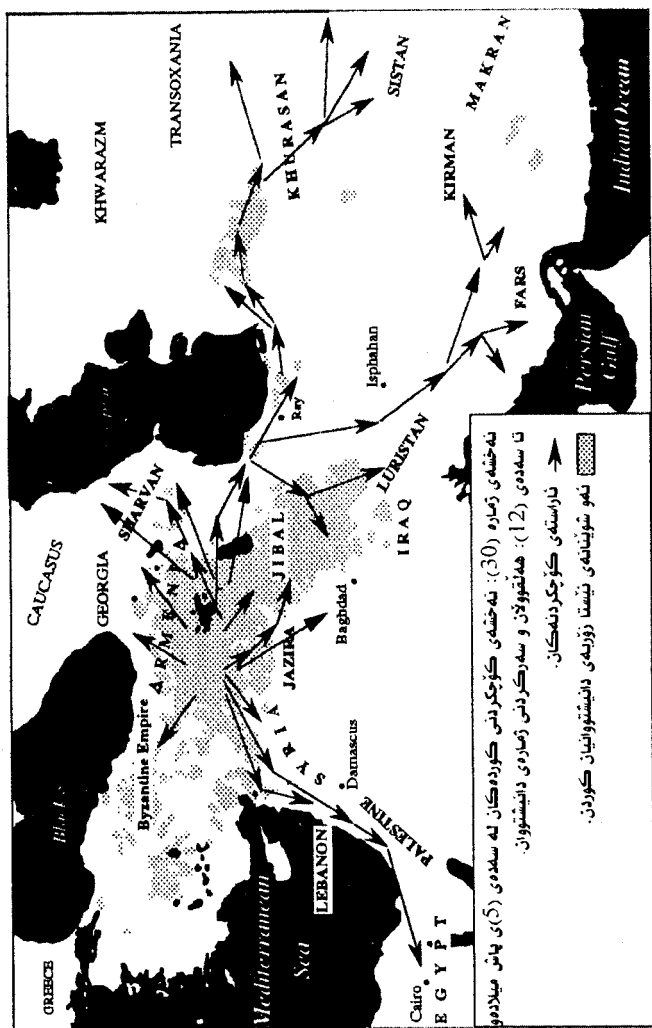 GREECE
Black
CAUCASUS
GEORGIA
SHARVAN
KHWARAZM
TRANSOXANIA
Byzantine Empire
ARMENIA
KHURASAN
SISTAN
MAKRAN
Mediterranean
Sea
SYRIA
JAZIRA
JIBAL
Ray
Isphahan
KIRMAN
LEBANON
Damascus
Baghdad
IRAQ
LURISTAN
FARS
PALESTINE
Cairo
EGYPT
Persian
Gulf
Indian Ocean
نەخشەی ژمارە (30): نەخشەی کۆچکردنی کوردەکان لە سەدەی (5)ی پاش میلادەوە
تا سەدەی (12): هەڵقووڵان و سەرکردنی ژمارەی دانیشتووان.
ئاراستەی کۆچکردنەکان.
ئەو شوێنانەی ئێستا زۆربەی دانیشتووانیان کوردن.